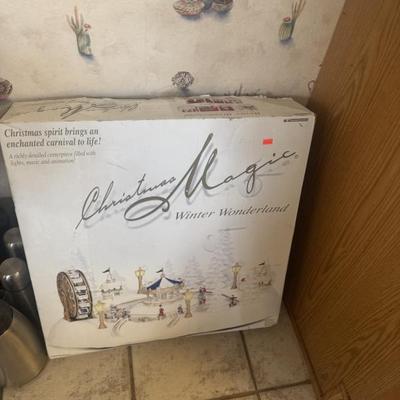 Christmas spirit brings an
enchanted carnival to life!
A richly detailed centerpiece filled with
lights, music and animation!
Christmas Magic®
Winter Wonderland